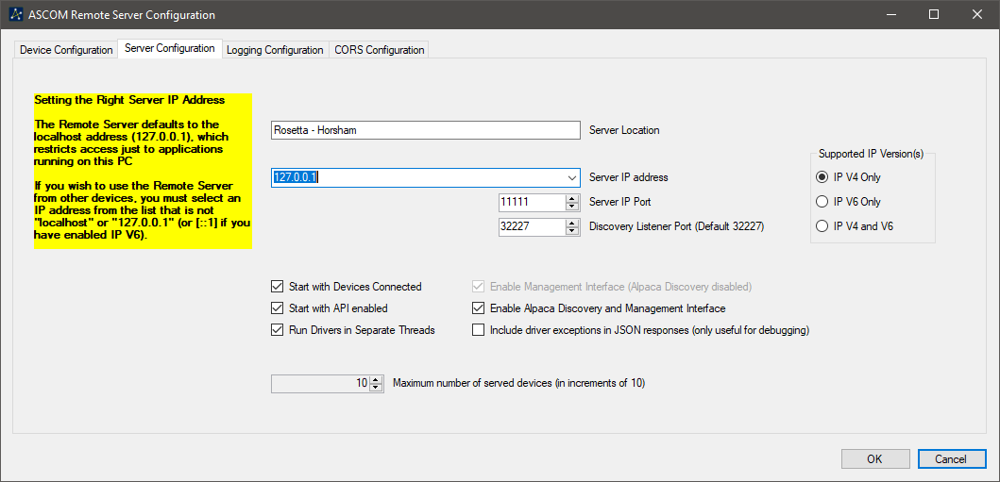 ASCOM Remote Server Configuration
Device Configuration
Server Configuration
Logging Configuration
CORS Configuration
Setting the Right Server IP Address
The Remote Server defaults to the
localhost address (127.0.0.1), which
restricts access just to applications
running on this PC
If you wish to use the Remote Server
from other devices, you must select an
IP address from the list that is not
"localhost" or "127.0.0.1" (or [::1] if you
have enabled IP V6).
Rosetta - Horsham
Server Location
127.0.0.1
Server IP address
11111
Server IP Port
32227
Discovery Listener Port (Default 32227)
Supported IP Version(s)
IP V4 Only
IP V6 Only
IP V4 and V6
Start with Devices Connected
Enable Management Interface (Alpaca Discovery disabled)
Start with API enabled
Enable Alpaca Discovery and Management Interface
Run Drivers in Separate Threads
Include driver exceptions in JSON responses (only useful for debugging)
10
Maximum number of served devices (in increments of 10)
OK
Cancel